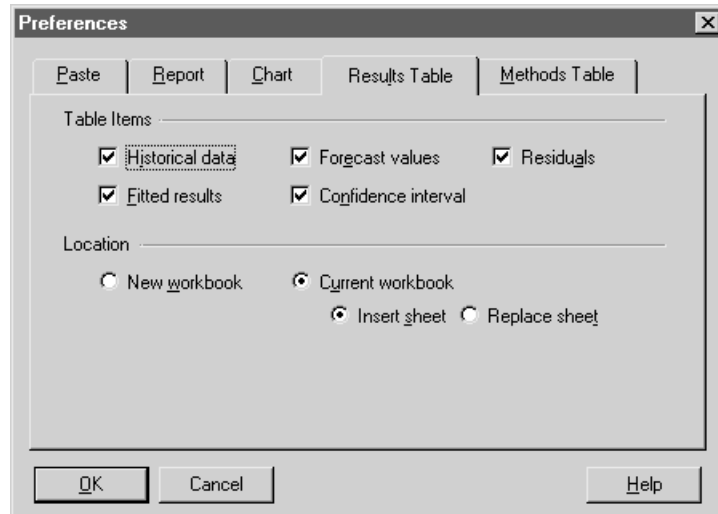 Preferences
Paste Report Chart Results Table Methods Table
Table Items
Historical data Forecast values Residuals
Fitted results Confidence interval
Location
New workbook Current workbook
Insert sheet Replace sheet
OK Cancel Help